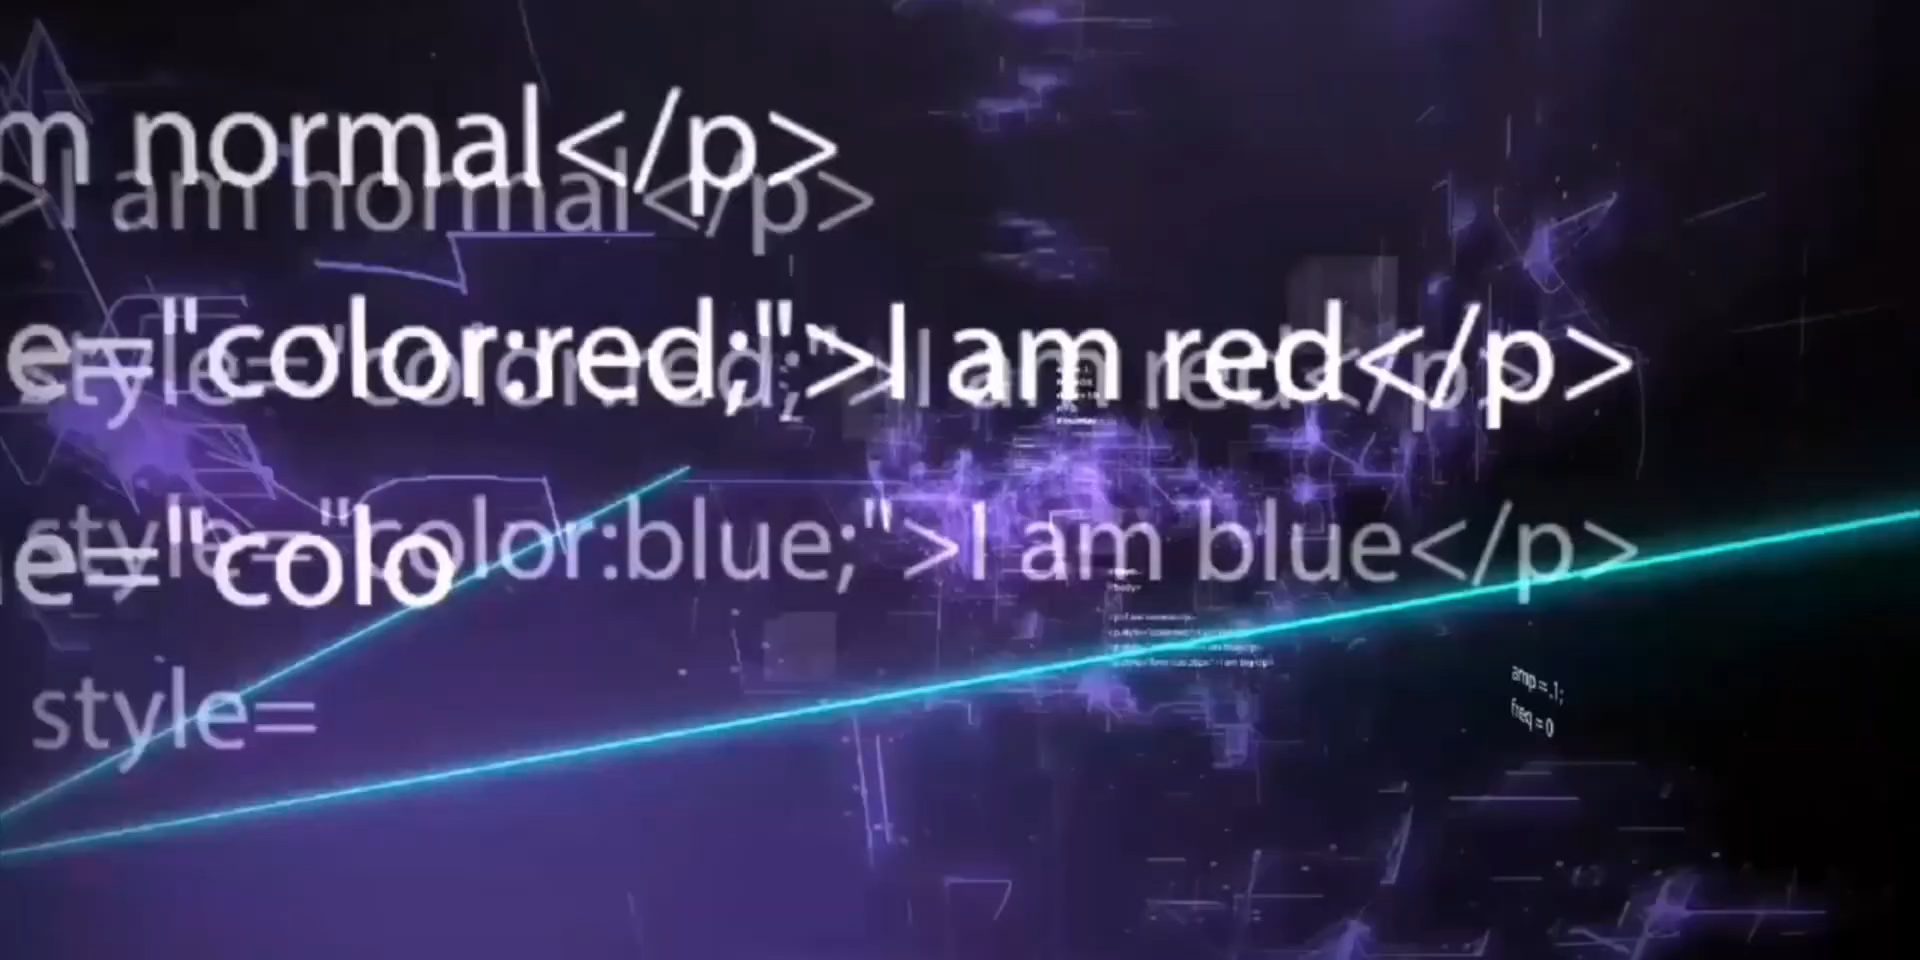 m normal</p>
>I am normal</p>
e="color:red;">I am red</p>
style="color:red;">I am red</p>
style="color:blue;">I am blue</p>
e="colo
style=
<body>
amp = .1;
freq = 0